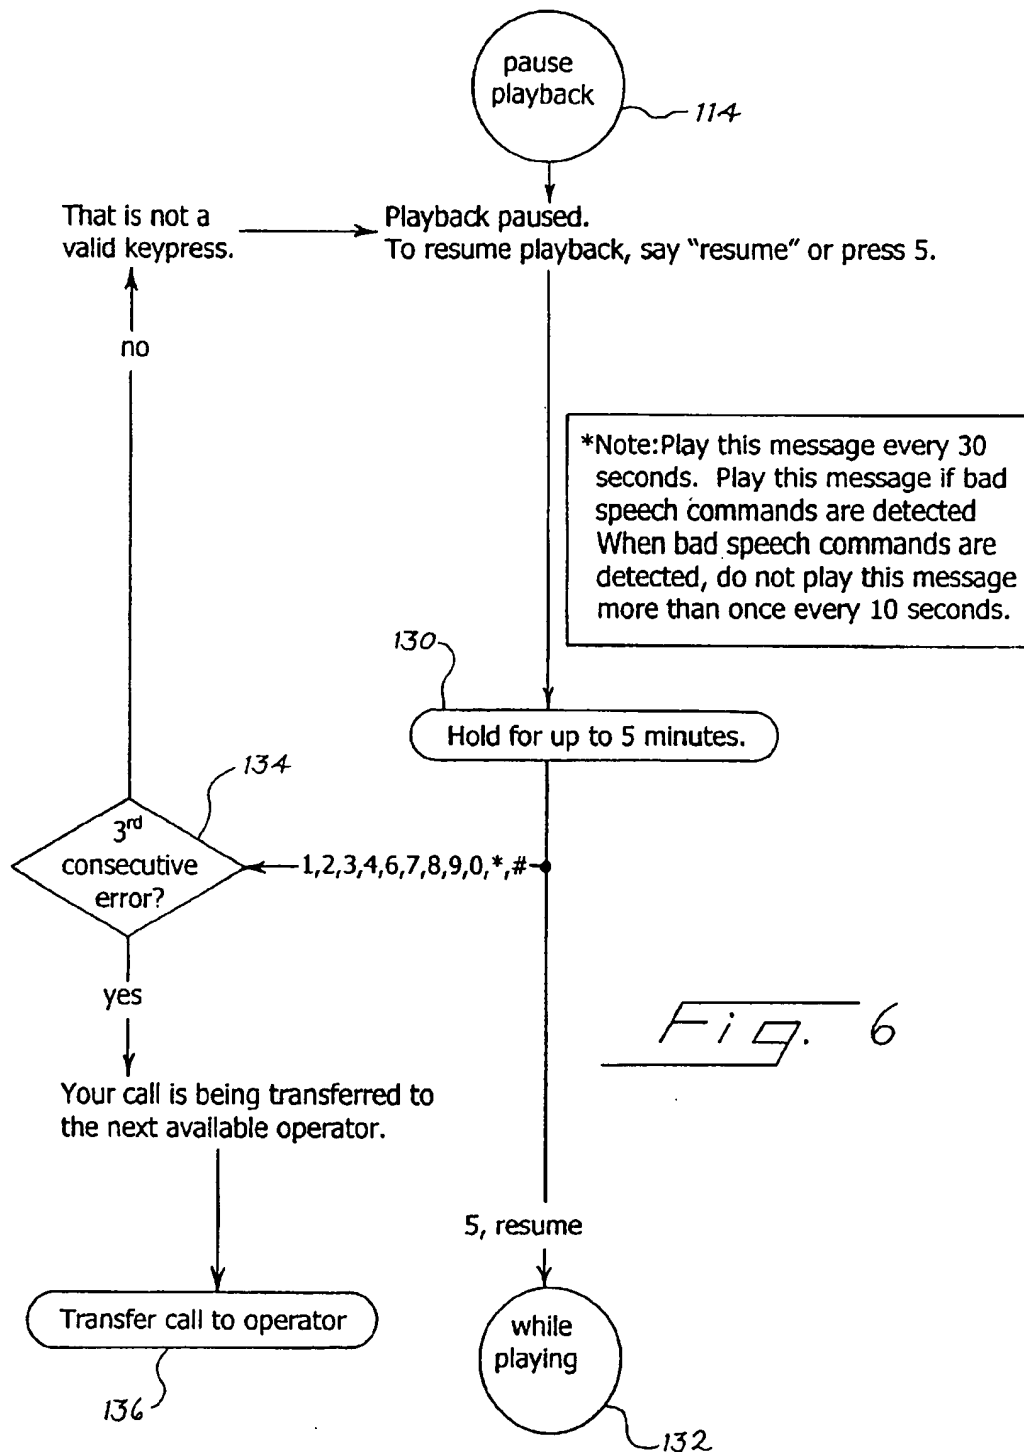 pause
playback
114
That is not a
valid keypress.
Playback paused.
To resume playback, say "resume" or press 5.
no
*Note:Play this message every 30
seconds. Play this message if bad
speech commands are detected
When bad speech commands are
detected, do not play this message
more than once every 10 seconds.
130
Hold for up to 5 minutes.
134
3rd
consecutive
error?
1,2,3,4,6,7,8,9,0,*,#
yes
Fig. 6
Your call is being transferred to
the next available operator.
5, resume
Transfer call to operator
136
while
playing
132